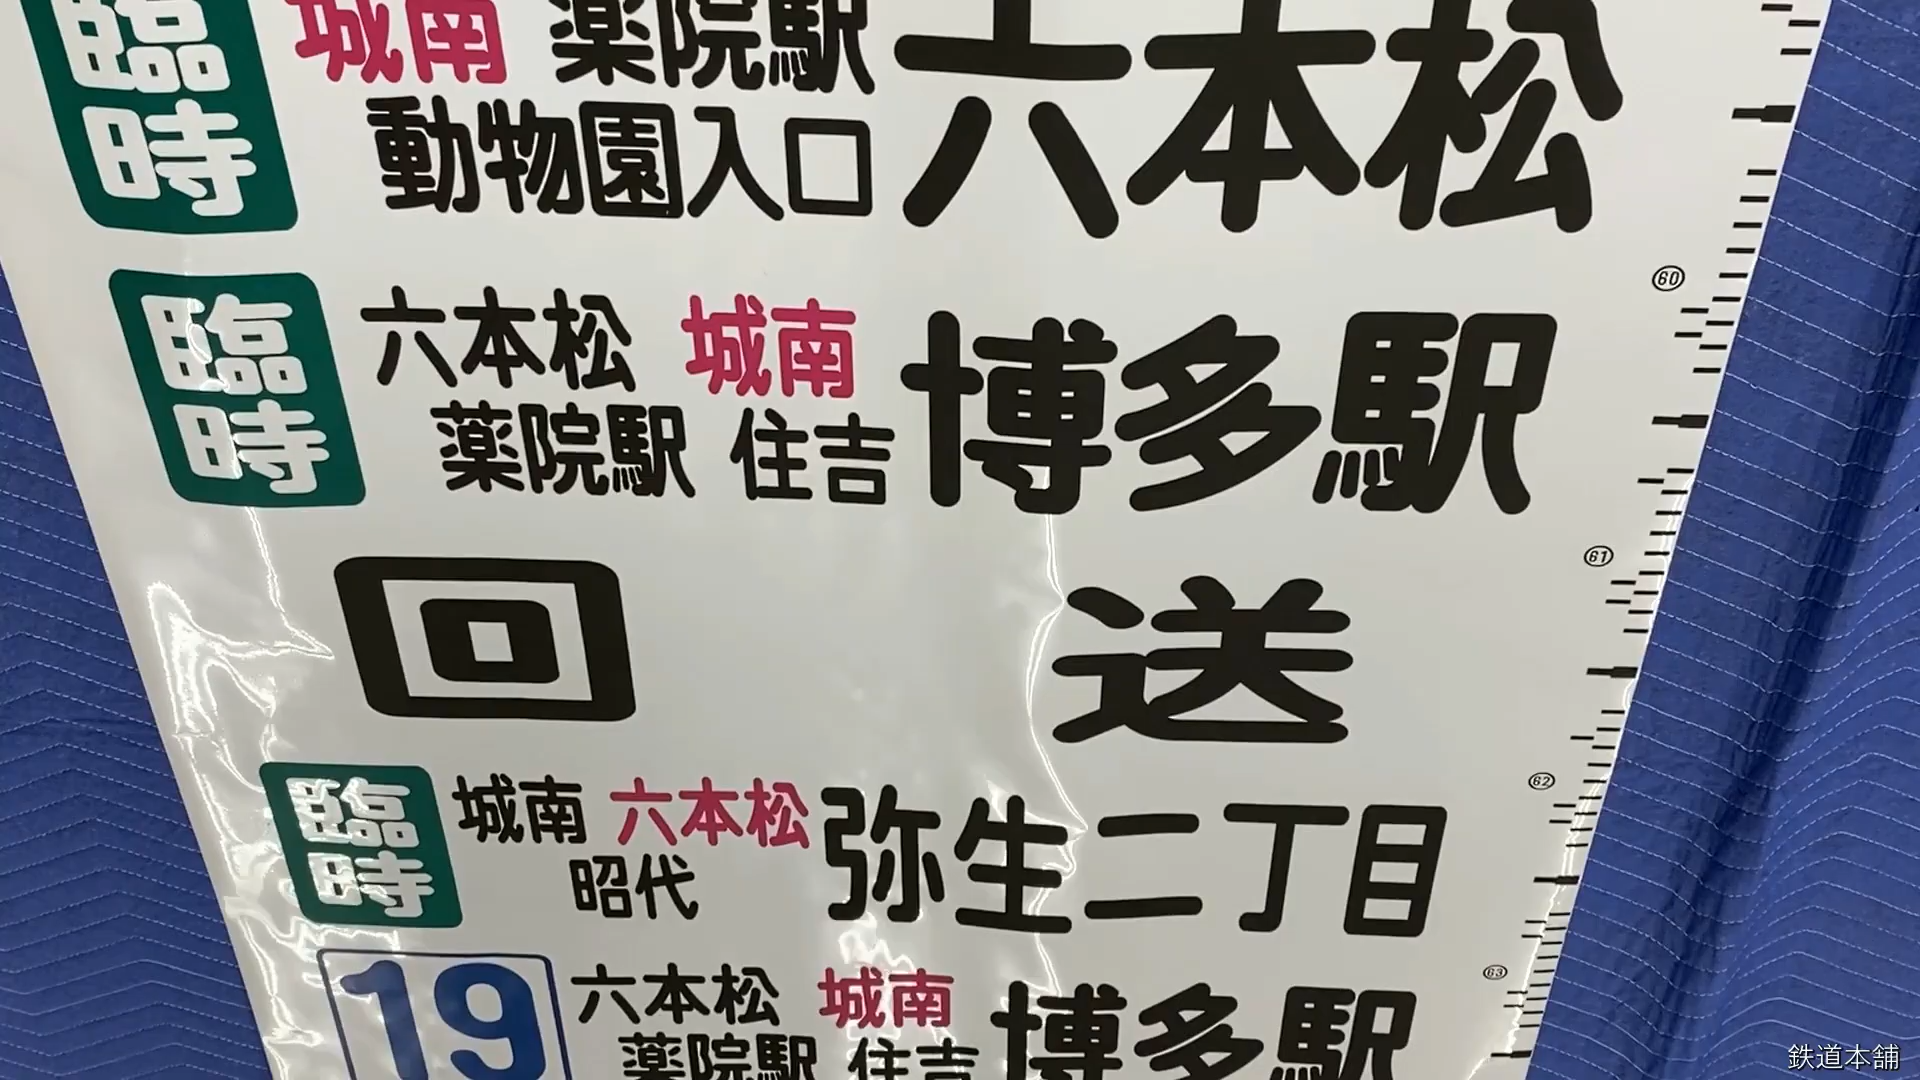 臨時 城南 薬院駅 六本松
動物園入口
60
臨時 六本松 城南 博多駅
薬院駅 住吉
61
回送
62
臨時 城南 六本松 弥生二丁目
昭代
63
19 六本松 城南 博多駅
薬院駅 住吉
鉄道本舗